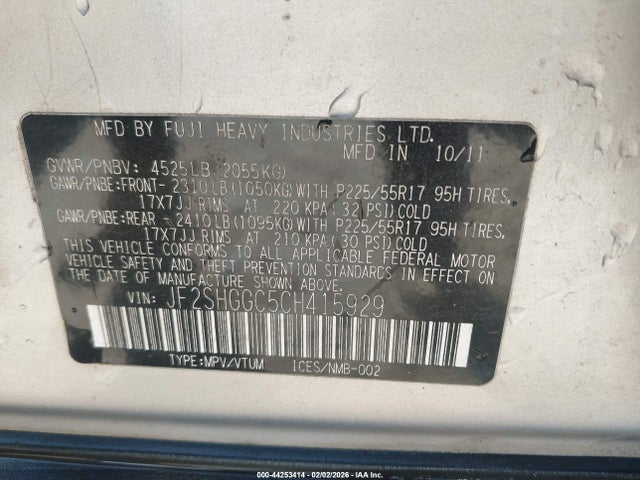 MFD BY FUJI HEAVY INDUSTRIES LTD.
MFD IN 10/11
GVWR/PNBV: 4525LB(2055KG)
GAWR/PNBE:FRONT- 2310LB(1050KG)WITH P225/55R17 95H TIRES,
17X7JJ RIMS AT 220 KPA(32 PSI)COLD
GAWR/PNBE:REAR - 2410LB(1095KG)WITH P225/55R17 95H TIRES,
17X7JJ RIMS AT 210 KPA(30 PSI)COLD
THIS VEHICLE CONFORMS TO ALL APPLICABLE FEDERAL MOTOR
VEHICLE SAFETY AND THEFT PREVENTION STANDARDS IN EFFECT
ON THE DATE OF MANUFACTURE SHOWN ABOVE.
VIN: JF2SHGGC5CH415929
TYPE:MPV/VTUM ICES/NMB-002
000-44253414 - 02/02/2026 - IAA Inc.